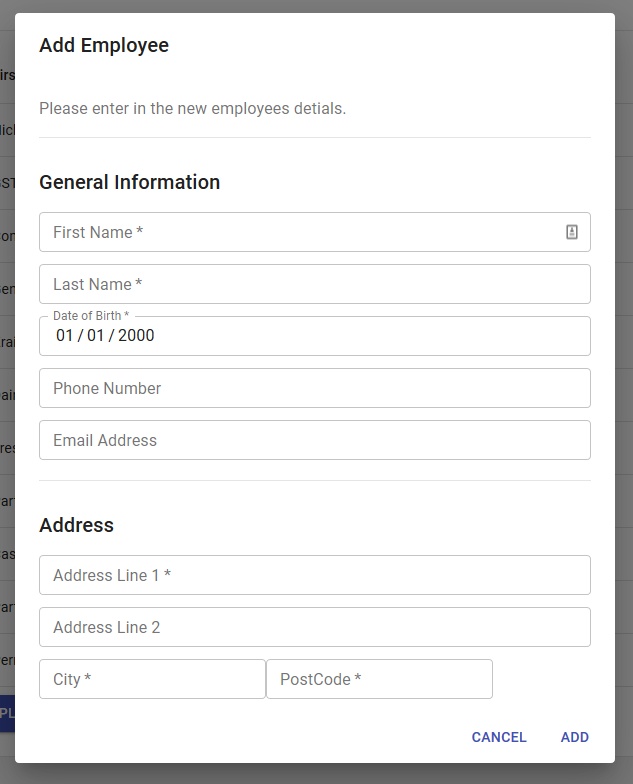 Add Employee
Please enter in the new employees detials.
General Information
First Name *
Last Name *
Date of Birth *
01 / 01 / 2000
Phone Number
Email Address
Address
Address Line 1 *
Address Line 2
City * PostCode *
CANCEL ADD